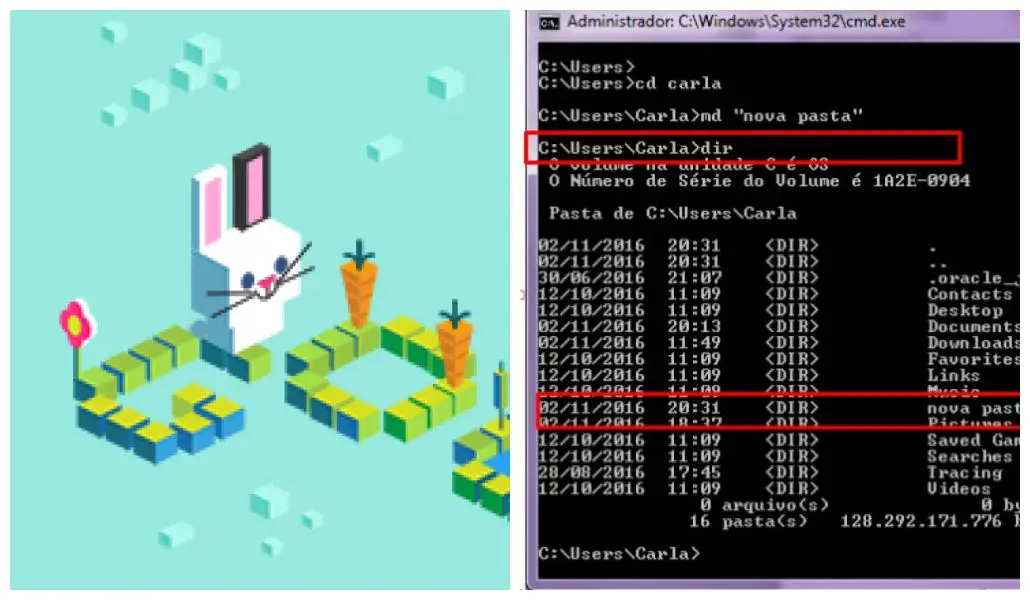 Administrador: C:\Windows\System32\cmd.exe
C:\Users>
C:\Users>cd carla
C:\Users\Carla>md "nova pasta"
C:\Users\Carla>dir
O volume na unidade C é OS
O Número de Série do Volume é 1A2E-0904
Pasta de C:\Users\Carla
02/11/2016 20:31 <DIR> .
02/11/2016 20:31 <DIR> ..
30/06/2016 21:07 <DIR> .oracle_j
12/10/2016 11:09 <DIR> Contacts
12/10/2016 11:09 <DIR> Desktop
02/11/2016 20:13 <DIR> Documents
02/11/2016 11:49 <DIR> Downloads
12/10/2016 11:09 <DIR> Favorites
12/10/2016 11:09 <DIR> Links
12/10/2016 11:09 <DIR> Music
02/11/2016 20:31 <DIR> nova past
02/11/2016 18:37 <DIR> Pictures
12/10/2016 11:09 <DIR> Saved Gam
12/10/2016 11:09 <DIR> Searches
28/08/2016 17:45 <DIR> Tracing
12/10/2016 11:09 <DIR> Videos
0 arquivo(s) 0 by
16 pasta(s) 128.292.171.776 b
C:\Users\Carla>